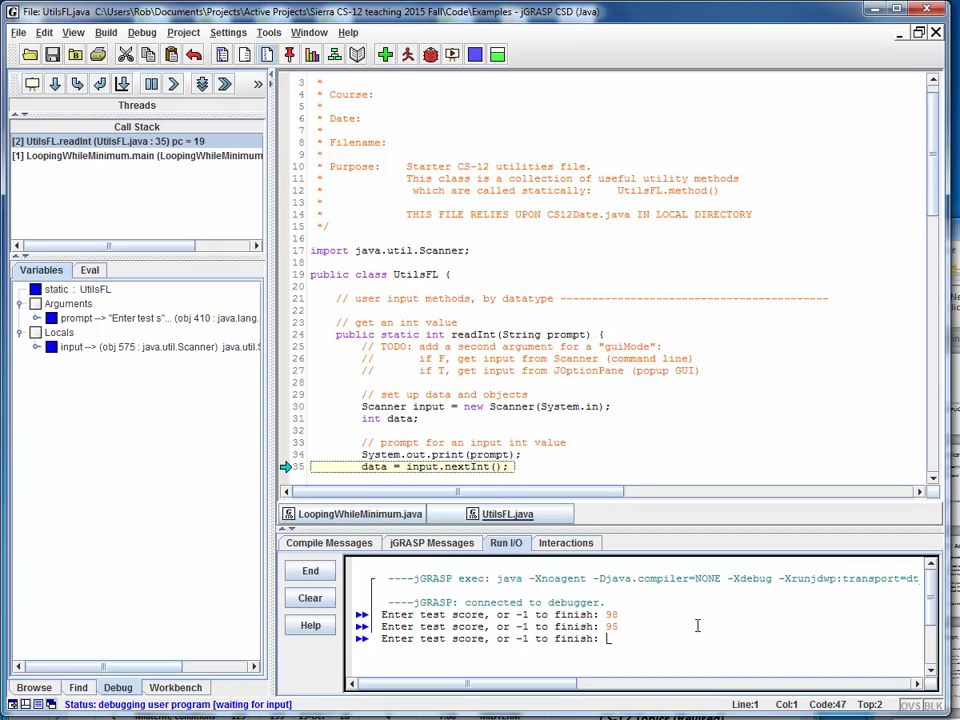 File: UtilsFL.java C:\Users\Rob\Documents\Projects\Active Projects\Sierra CS-12 teaching 2015 Fall\Code\Examples - jGRASP CSD (Java)
File Edit View Build Debug Project Settings Tools Window Help
Threads
Call Stack
[2] UtilsFL.readInt (UtilsFL.java : 35) pc = 19
[1] LoopingWhileMinimum.main (LoopingWhileMinimum
Variables Eval
static : UtilsFL
Arguments
prompt --> "Enter test s"... (obj 410 : java.lang.
Locals
input --> (obj 575 : java.util.Scanner) java.util.S
Browse Find Debug Workbench
3 *
4 * Course:
5 *
6 * Date:
7 *
8 * Filename:
9 *
10 * Purpose: Starter CS-12 utilities file.
11 * This class is a collection of useful utility methods
12 * which are called statically: UtilsFL.method()
13 *
14 * THIS FILE RELIES UPON CS12Date.java IN LOCAL DIRECTORY
15 */
16
17 import java.util.Scanner;
18
19 public class UtilsFL {
20
21 // user input methods, by datatype ------------------------------------------
22
23 // get an int value
24 public static int readInt(String prompt) {
25 // TODO: add a second argument for a "guiMode":
26 // if F, get input from Scanner (command line)
27 // if T, get input from JOptionPane (popup GUI)
28
29 // set up data and objects
30 Scanner input = new Scanner(System.in);
31 int data;
32
33 // prompt for an input int value
34 System.out.print(prompt);
35 data = input.nextInt();
LoopingWhileMinimum.java UtilsFL.java
Compile Messages jGRASP Messages Run I/O Interactions
End
Clear
Help
----jGRASP exec: java -Xnoagent -Djava.compiler=NONE -Xdebug -Xrunjdwp:transport=dt_
----jGRASP: connected to debugger.
Enter test score, or -1 to finish: 98
Enter test score, or -1 to finish: 95
Enter test score, or -1 to finish:
Status: debugging user program [waiting for input]
Line:1 Col:1 Code:47 Top:2 OVS BLK